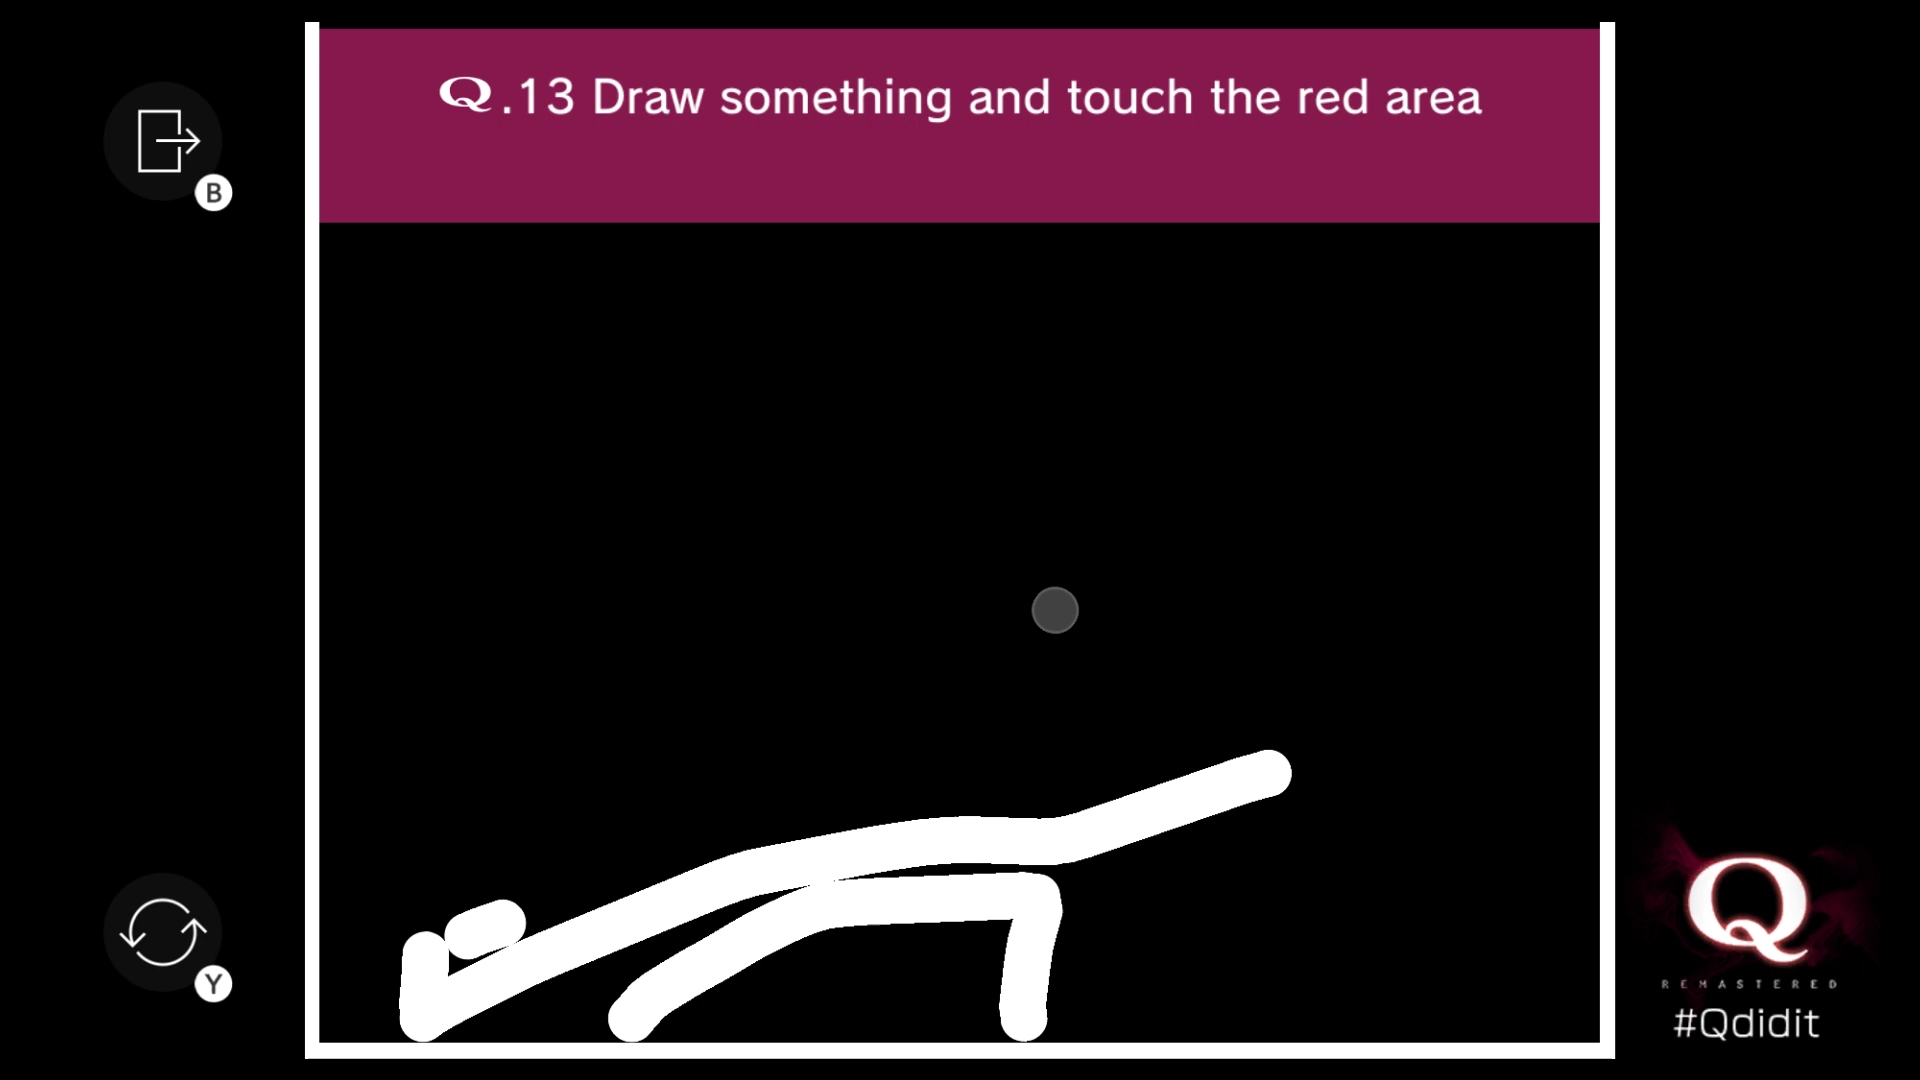 Q.13 Draw something and touch the red area
B
Y
Q
REMASTERED
#Qdidit